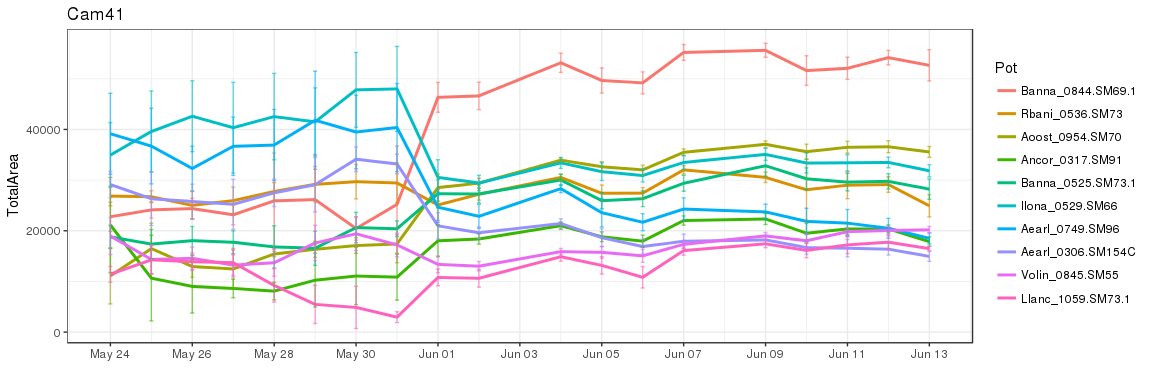 Cam41
TotalArea
40000
20000
0
May 24 May 26 May 28 May 30 Jun 01 Jun 03 Jun 05 Jun 07 Jun 09 Jun 11 Jun 13
Pot
Banna_0844.SM69.1
Rbani_0536.SM73
Aoost_0954.SM70
Ancor_0317.SM91
Banna_0525.SM73.1
Ilona_0529.SM66
Aearl_0749.SM96
Aearl_0306.SM154C
Volin_0845.SM55
Llanc_1059.SM73.1